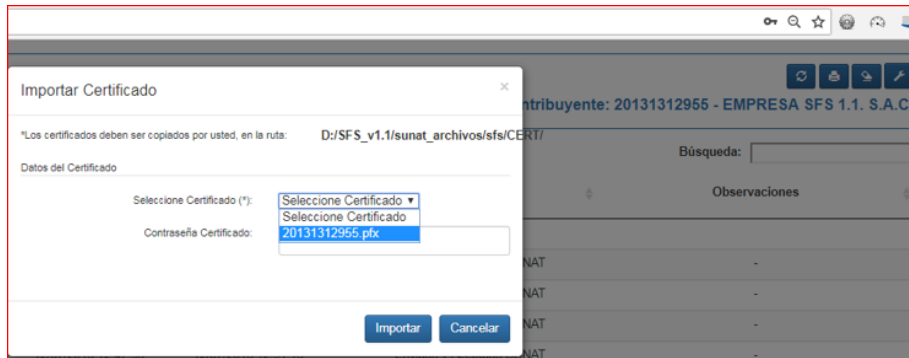 Importar Certificado ×
ntribuyente: 20131312955 - EMPRESA SFS 1.1. S.A.C
*Los certificados deben ser copiados por usted, en la ruta: D:/SFS_v1.1/sunat_archivos/sfs/CERT/
Búsqueda:
Datos del Certificado
Observaciones
Seleccione Certificado (*): Seleccione Certificado
Seleccione Certificado
20131312955.pfx
Contraseña Certificado:
NAT -
NAT -
NAT -
Importar Cancelar
NAT